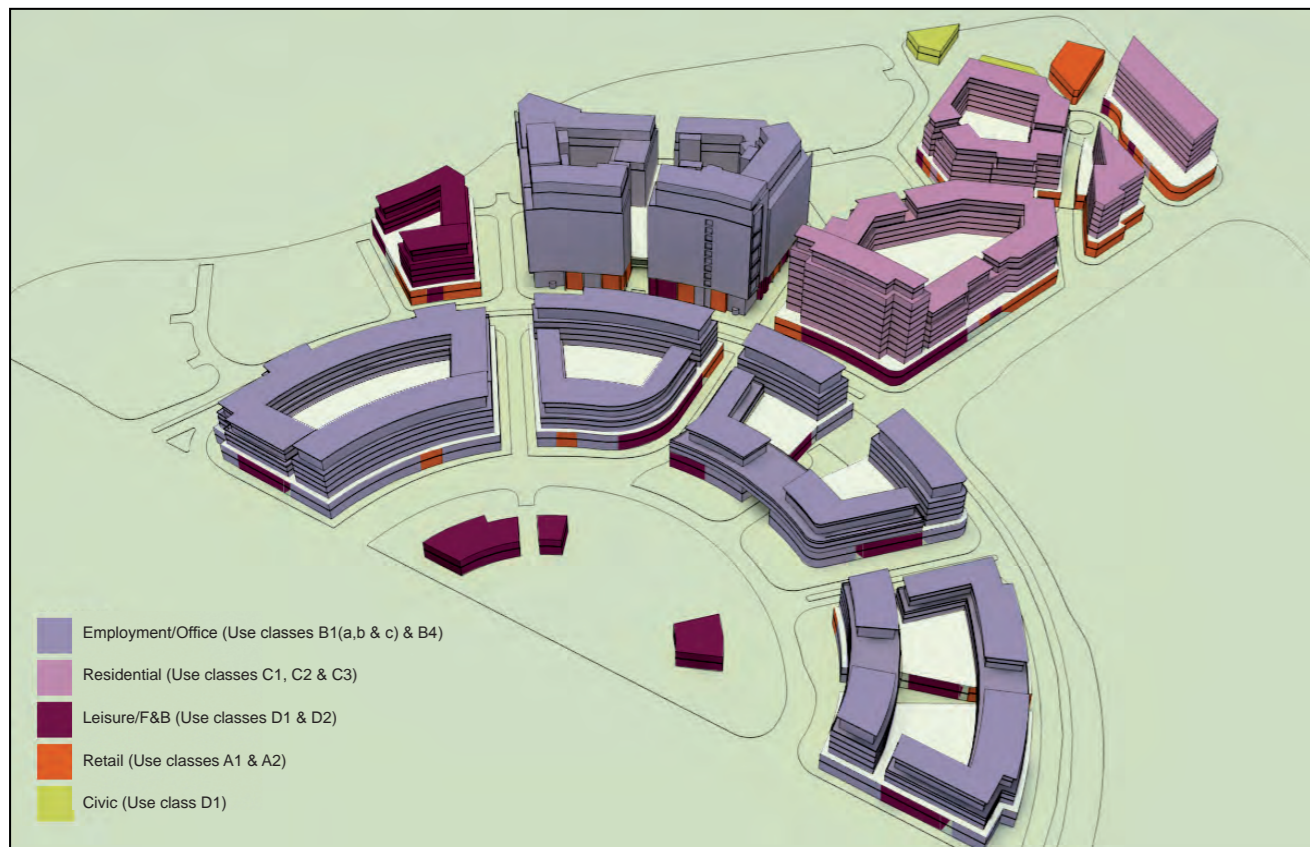 Employment/Office (Use classes B1(a,b & c) & B4)
Residential (Use classes C1, C2 & C3)
Leisure/F&B (Use classes D1 & D2)
Retail (Use classes A1 & A2)
Civic (Use class D1)